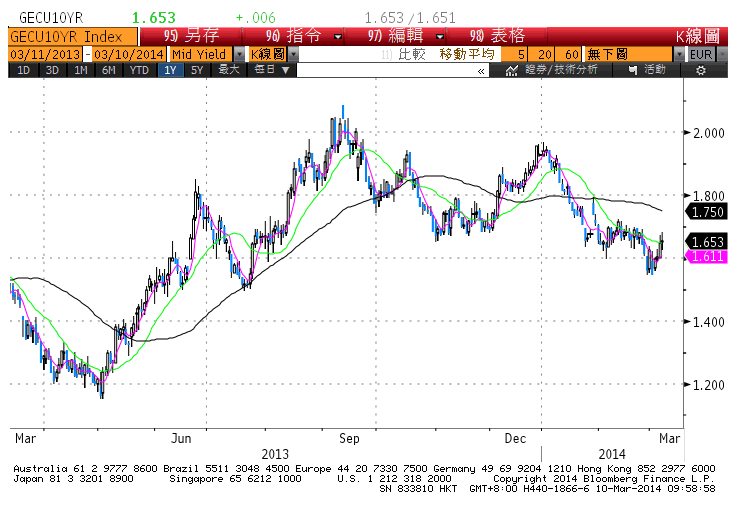 GECU10YR 1.653 +.006 1.653/1.651
GECU10YR Index 95) 另存 96) 指令 97) 編輯 98) 表格 K線圖
03/11/2013 - 03/10/2014 Mid Yield K線圖 比較 移動平均 5 20 60 無下圖 EUR
1D 3D 1M 6M YTD 1Y 5Y 最大 每日 ▼ « 證券/技術分析 活動
2.000
1.800
1.750
1.653
1.611
1.400
1.200
Mar Jun Sep Dec Mar
2013 2014
Australia 61 2 9777 8600 Brazil 5511 3048 4500 Europe 44 20 7330 7500 Germany 49 69 9204 1210 Hong Kong 852 2977 6000
Japan 81 3 3201 8900 Singapore 65 6212 1000 U.S. 1 212 318 2000 Copyright 2014 Bloomberg Finance L.P.
SN 833810 HKT GMT+8:00 H440-1866-6 10-Mar-2014 09:58:58